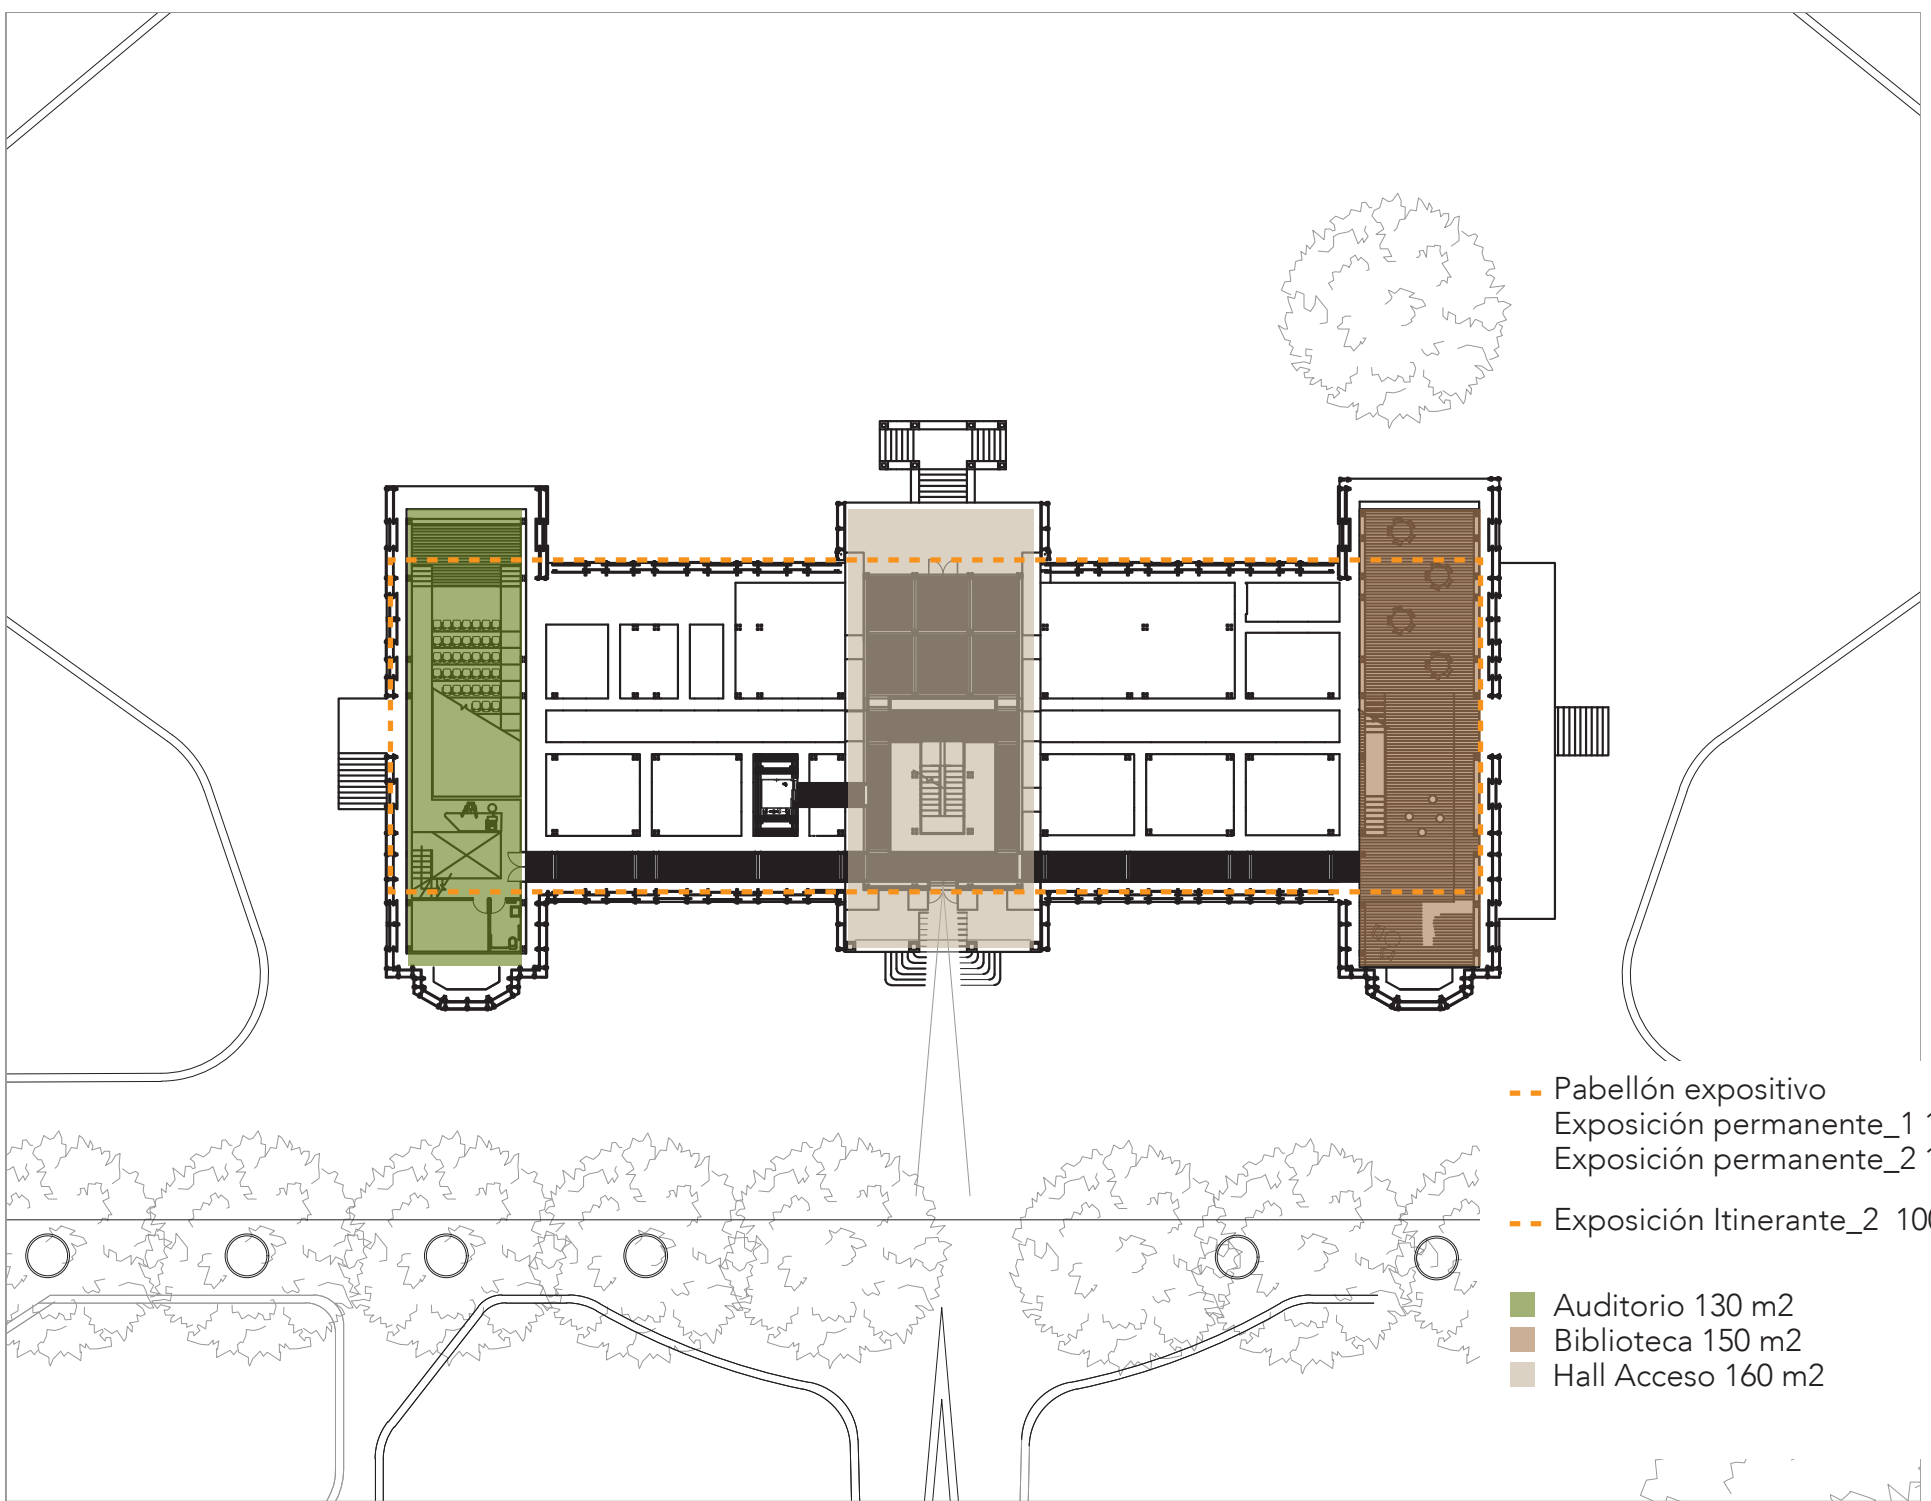 Pabellón expositivo
Exposición permanente_1
Exposición permanente_2
Exposición Itinerante_2
Auditorio 130 m2
Biblioteca 150 m2
Hall Acceso 160 m2